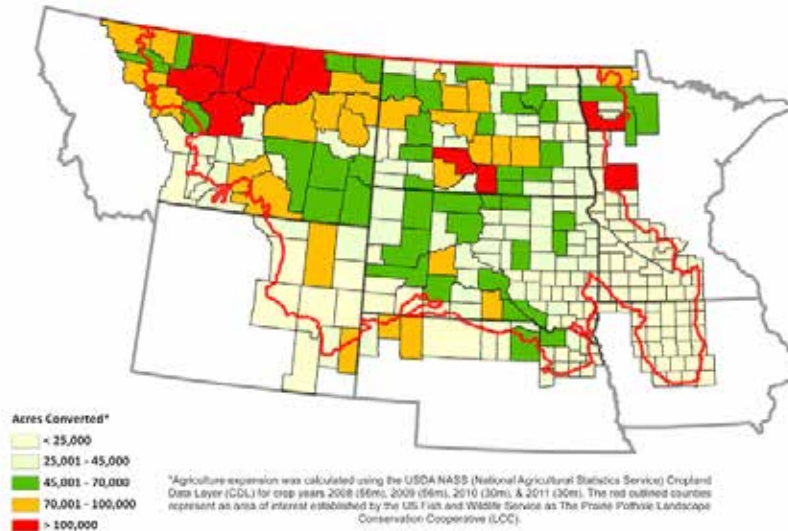 Acres Converted*
< 25,000
25,001 - 45,000
45,001 - 70,000
70,001 - 100,000
> 100,000
*Agriculture expansion was calculated using the USDA NASS (National Agricultural Statistics Service) Cropland
Data Layer (CDL) for crop years 2008 (56m), 2009 (56m), 2010 (30m), & 2011 (30m). The red outlined counties
represent as area of interest established by the US Fish and Wildlife Service as The Prairie Pothole Landscape
Conservation Cooperative (LCC).